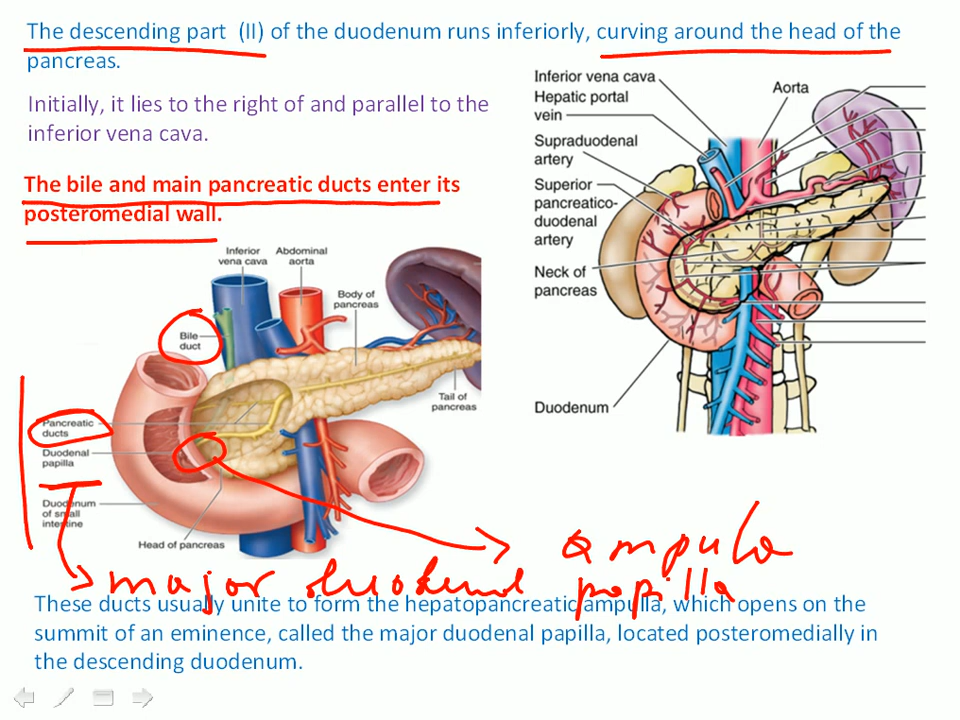 The descending part (II) of the duodenum runs inferiorly, curving around the head of the
pancreas.
Initially, it lies to the right of and parallel to the
inferior vena cava.
The bile and main pancreatic ducts enter its
posteromedial wall.
Inferior vena cava
Hepatic portal
vein
Supraduodenal
artery
Superior
pancreatico-
duodenal
artery
Neck of
pancreas
Duodenum
Aorta
Inferior
vena cava
Abdominal
aorta
Body of
pancreas
Bile
duct
Tail of
pancreas
Pancreatic
ducts
Duodenal
papilla
Duodenum
of small
intestine
Head of pancreas
ampula
major duodend papilla
These ducts usually unite to form the hepatopancreatic ampulla, which opens on the
summit of an eminence, called the major duodenal papilla, located posteromedially in
the descending duodenum.